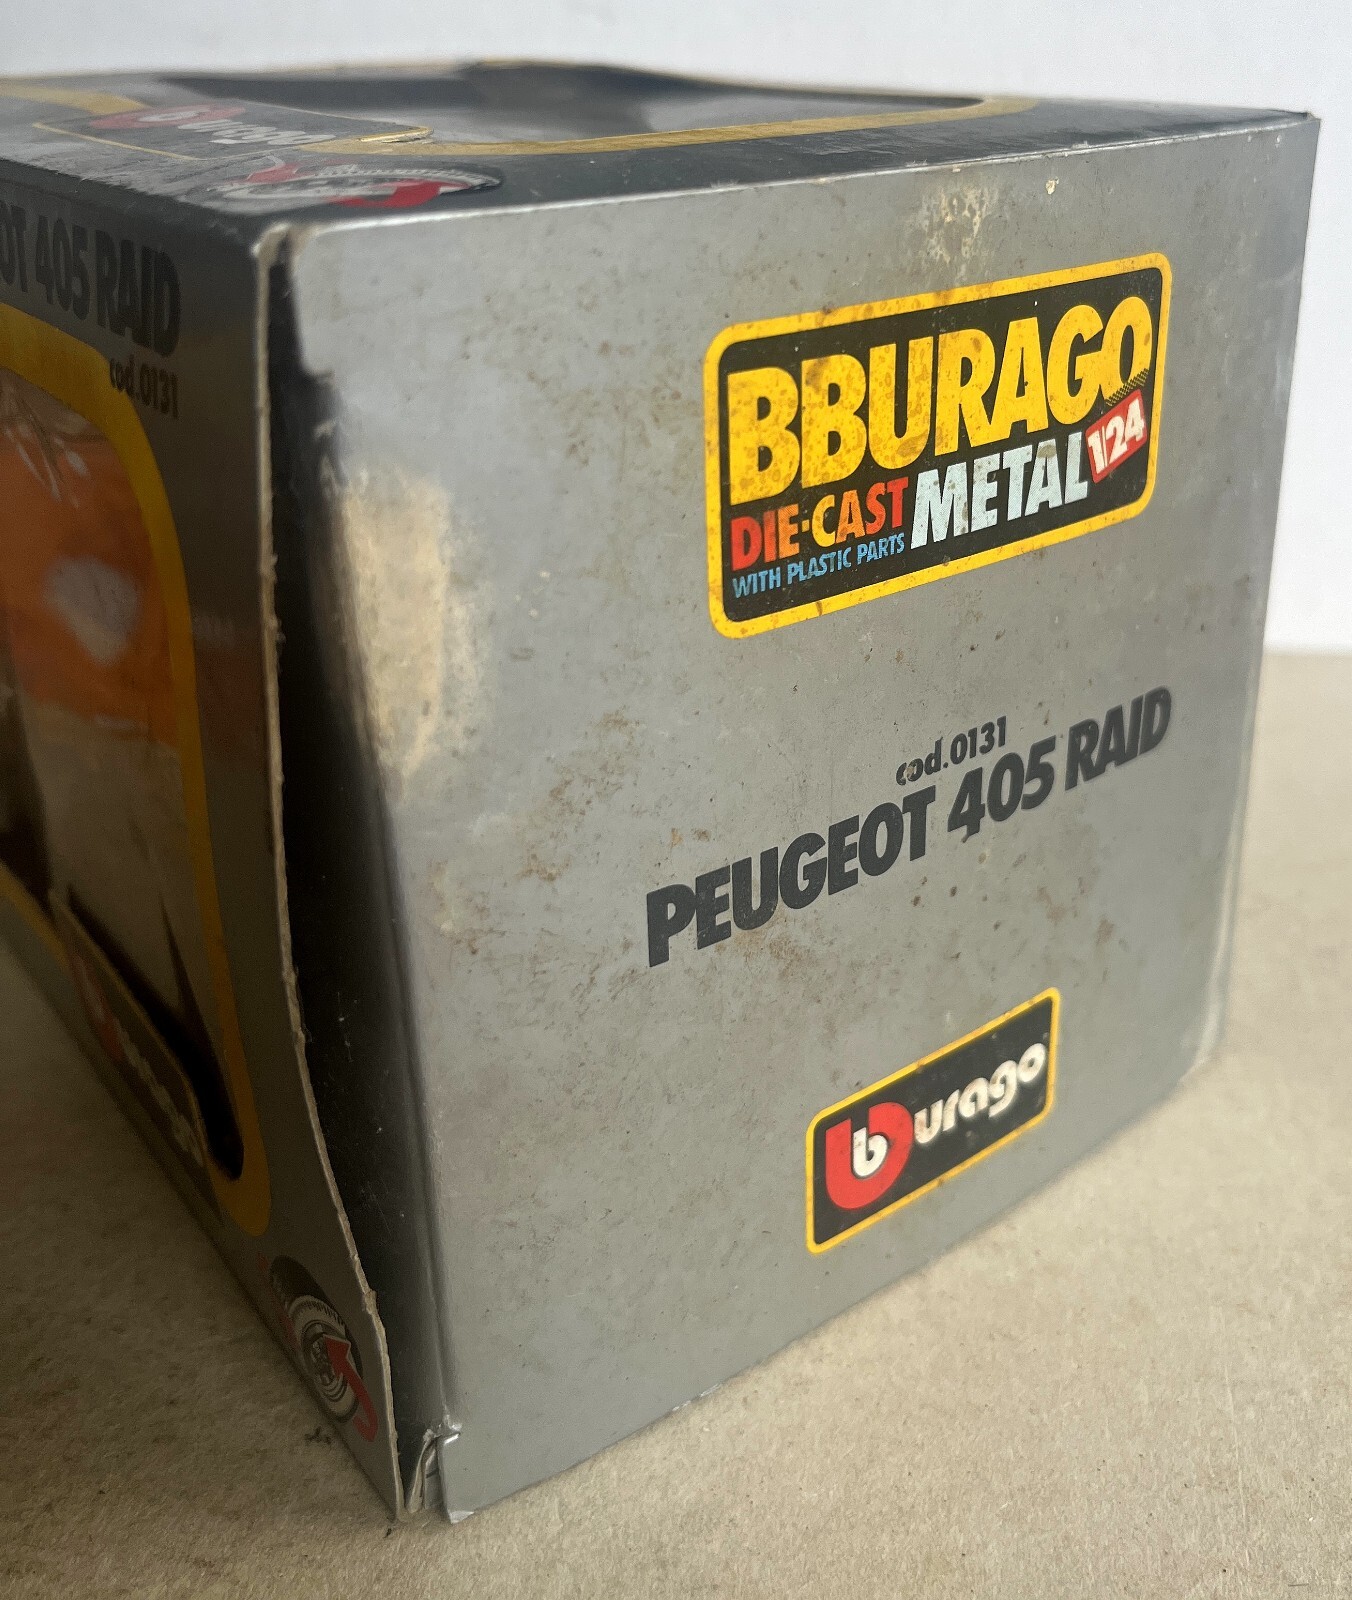 burago
OT 405 RAID
cod.0131
BBURAGO
DIE-CAST METAL 1/24
WITH PLASTIC PARTS
cod.0131
PEUGEOT 405 RAID
burago